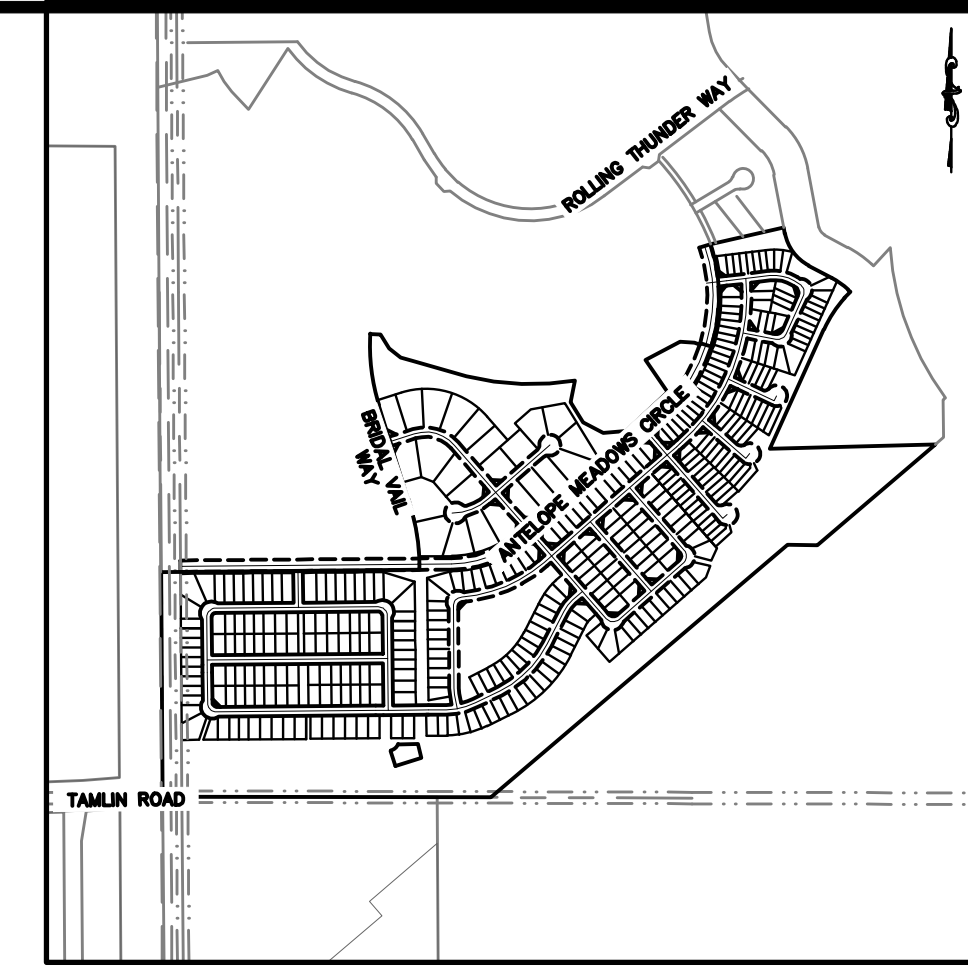 ROLLING THUNDER WAY
BRIDAL VAIL
WAY
ANTELOPE MEADOWS CIRCLE
TAMLIN ROAD